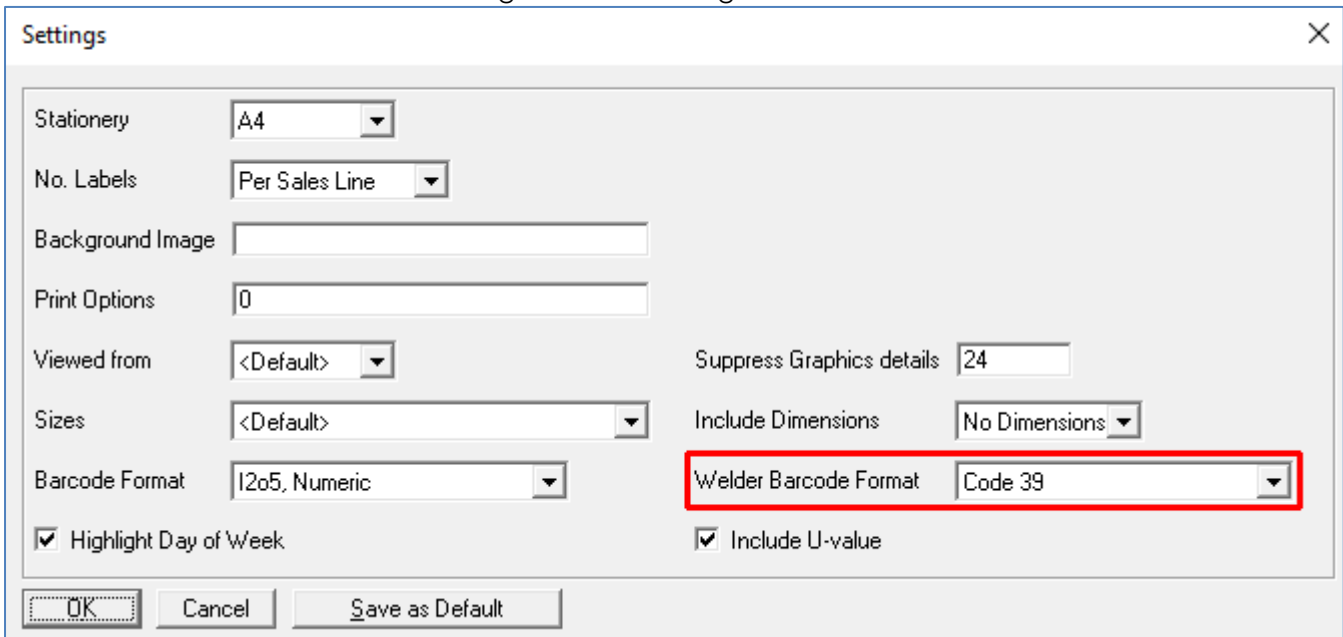 Settings
Stationery A4
No. Labels Per Sales Line
Background Image
Print Options 0
Viewed from <Default> Suppress Graphics details 24
Sizes <Default> Include Dimensions No Dimensions
Barcode Format I2o5, Numeric Welder Barcode Format Code 39
Highlight Day of Week Include U-value
OK Cancel Save as Default